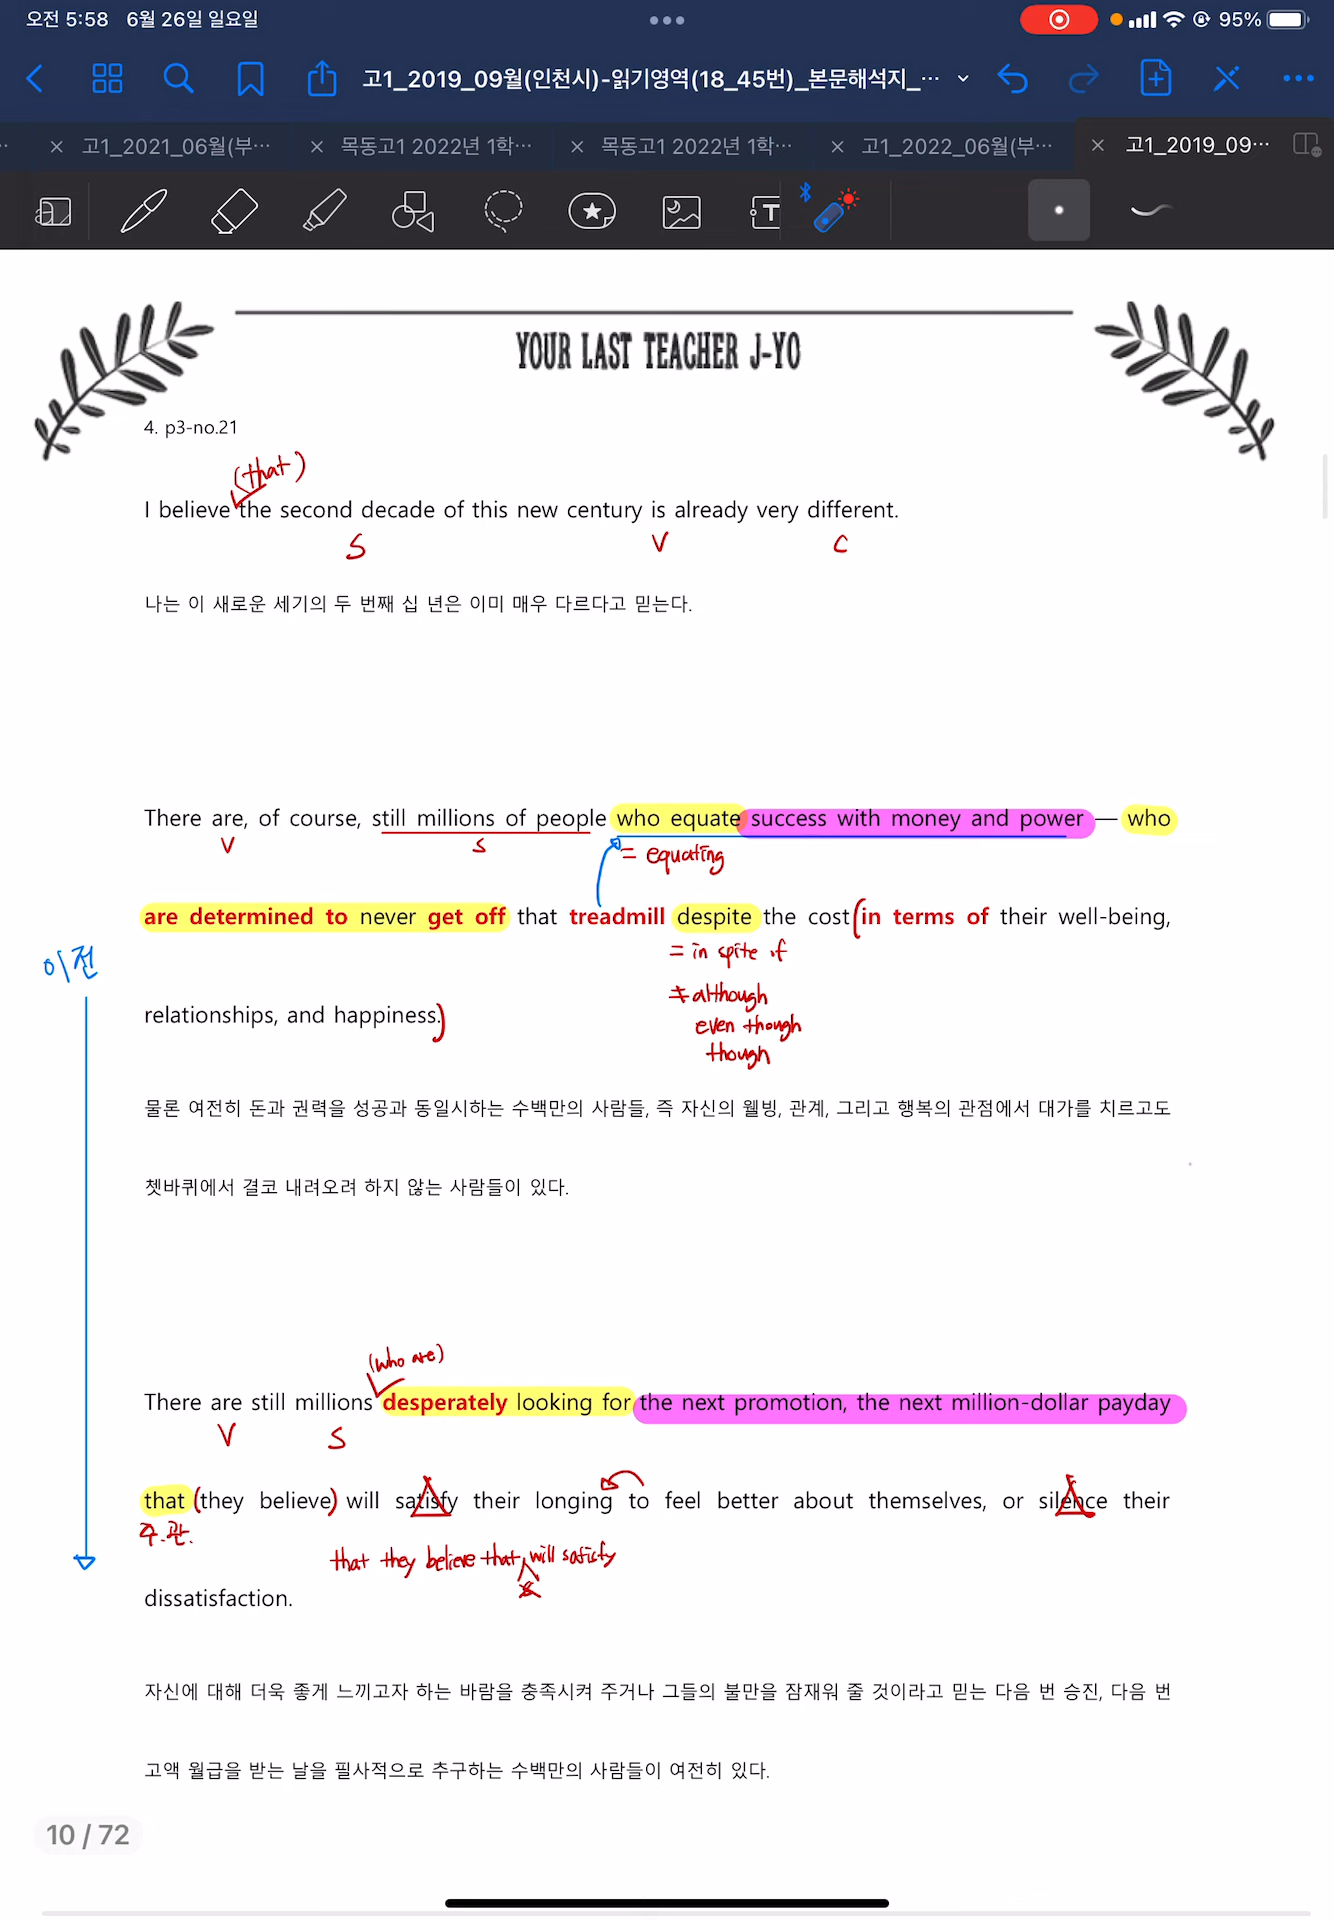 오전 5:58 6월 26일 일요일
95%
고1_2019_09월(인천시)-읽기영역(18_45번)_본문해석지_···
고1_2021_06월(부··· 목동고1 2022년 1학··· 목동고1 2022년 1학··· 고1_2022_06월(부··· 고1_2019_09···
YOUR LAST TEACHER J-YO
4. p3-no.21
(that)
I believe the second decade of this new century is already very different.
S V C
나는 이 새로운 세기의 두 번째 십 년은 이미 매우 다르다고 믿는다.
There are, of course, still millions of people who equate success with money and power — who
V S = equating
are determined to never get off that treadmill despite the cost (in terms of their well-being,
이전
= in spite of
≠ although
even though
though
relationships, and happiness.)
물론 여전히 돈과 권력을 성공과 동일시하는 수백만의 사람들, 즉 자신의 웰빙, 관계, 그리고 행복의 관점에서 대가를 치르고도
쳇바퀴에서 결코 내려오려 하지 않는 사람들이 있다.
(who are)
There are still millions desperately looking for the next promotion, the next million-dollar payday
V S
that (they believe) will satisfy their longing to feel better about themselves, or silence their
주.관.
that they believe that will satisfy
dissatisfaction.
자신에 대해 더욱 좋게 느끼고자 하는 바람을 충족시켜 주거나 그들의 불만을 잠재워 줄 것이라고 믿는 다음 번 승진, 다음 번
고액 월급을 받는 날을 필사적으로 추구하는 수백만의 사람들이 여전히 있다.
10 / 72